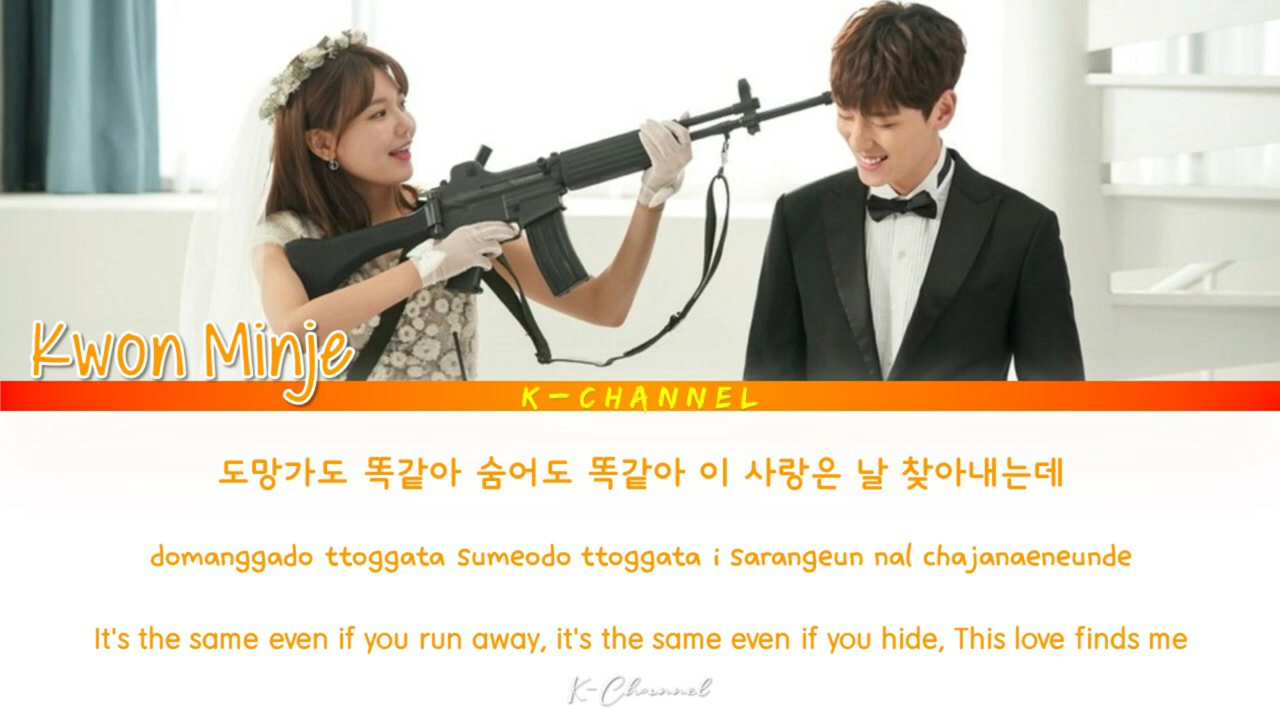 Kwon Minje
K-CHANNEL
도망가도 똑같아 숨어도 똑같아 이 사랑은 날 찾아내는데
domanggado ttoggata sumeodo ttoggata i sarangeun nal chajanaeneunde
It's the same even if you run away, it's the same even if you hide, This love finds me
K-Channel